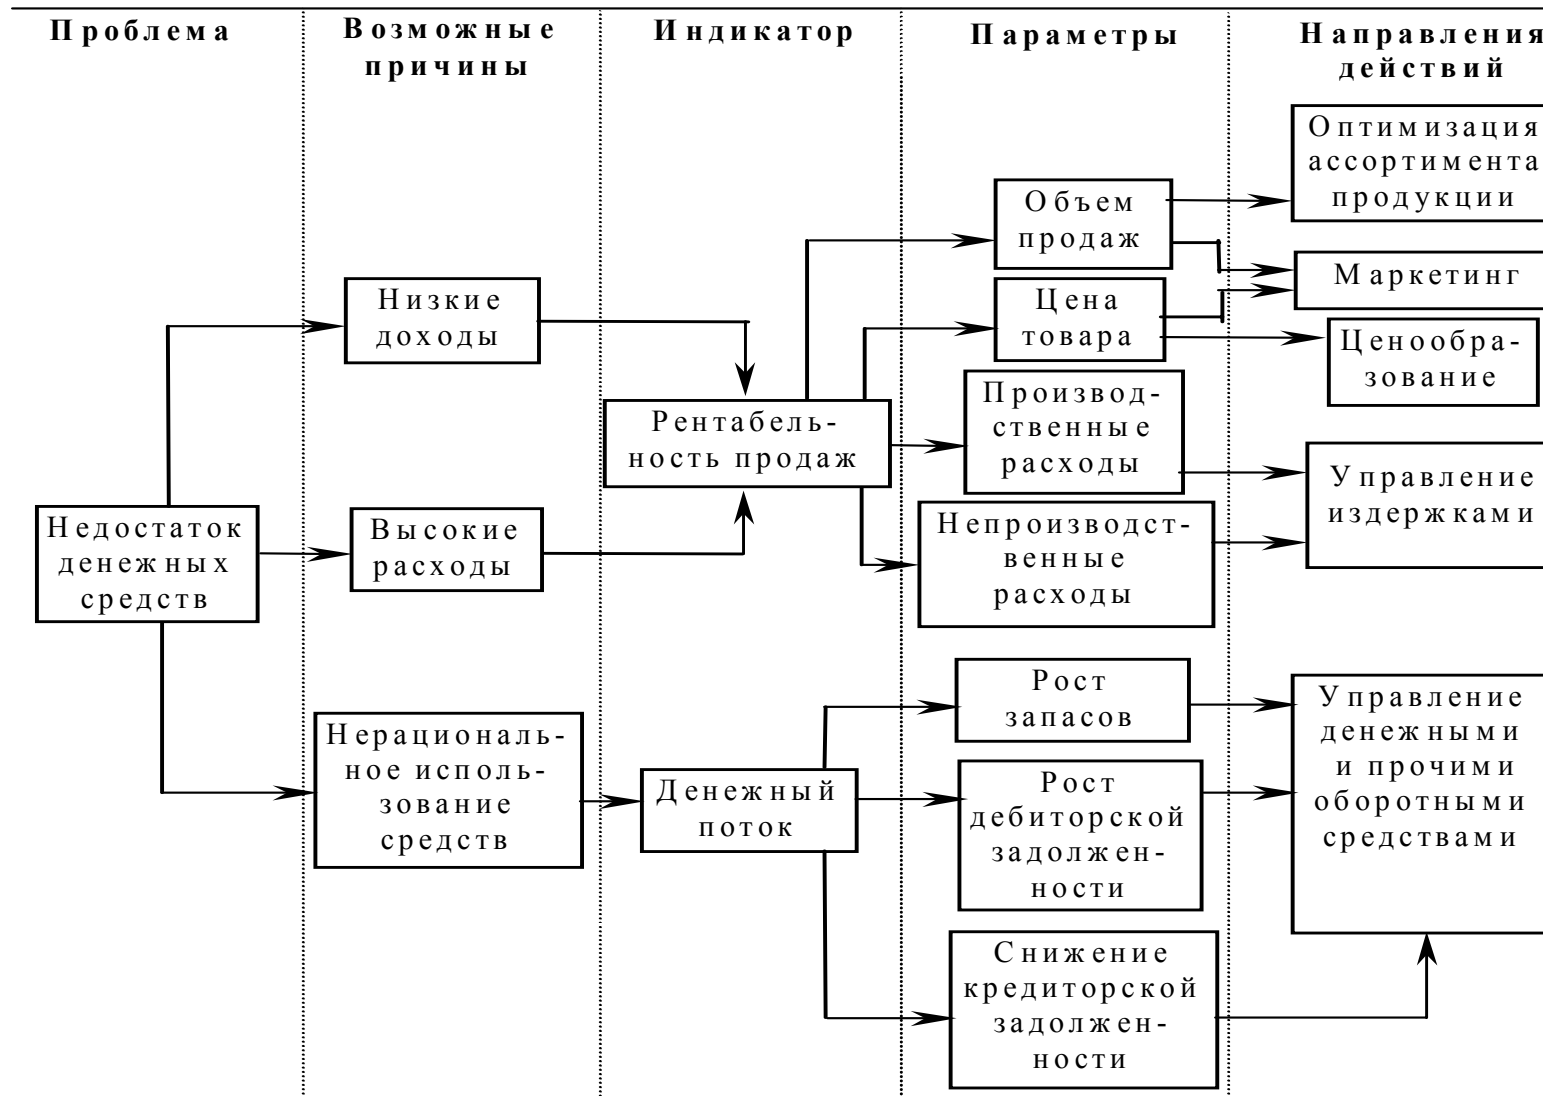 Проблема
Возможные
причины
Индикатор
Параметры
Направления
действий
Недостаток
денежных
средств
Низкие
доходы
Высокие
расходы
Нерациональ-
ное исполь-
зование
средств
Рентабель-
ность продаж
Денежный
поток
Объем
продаж
Цена
товара
Производ-
ственные
расходы
Непроизводст-
венные
расходы
Рост
запасов
Рост
дебиторской
задолжен-
ности
Снижение
кредиторской
задолжен-
ности
Оптимизация
ассортимента
продукции
Маркетинг
Ценообра-
зование
Управление
издержками
Управление
денежными
и прочими
оборотными
средствами